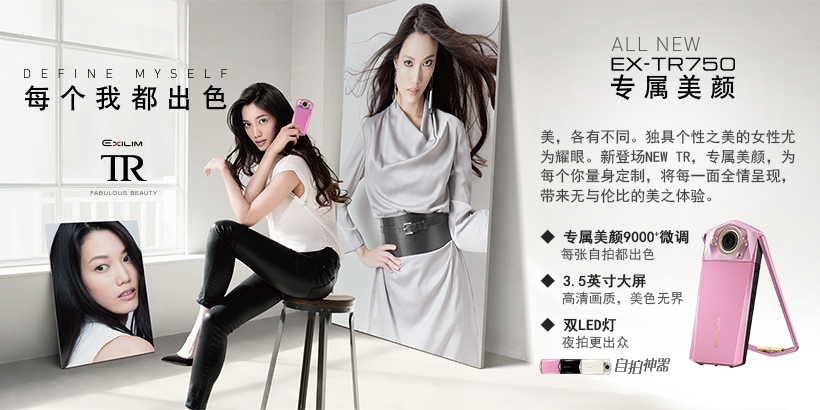 DEFINE MYSELF
每个我都出色
EXILIM
TR
FABULOUS BEAUTY
ALL NEW
EX-TR750
专属美颜
美，各有不同。独具个性之美的女性尤
为耀眼。新登场NEW TR，专属美颜，为
每个你量身定制，将每一面全情呈现，
带来无与伦比的美之体验。
◆ 专属美颜9000⁺微调
每张自拍都出色
◆ 3.5英寸大屏
高清画质，美色无界
◆ 双LED灯
夜拍更出众
自拍神器
EXILIM